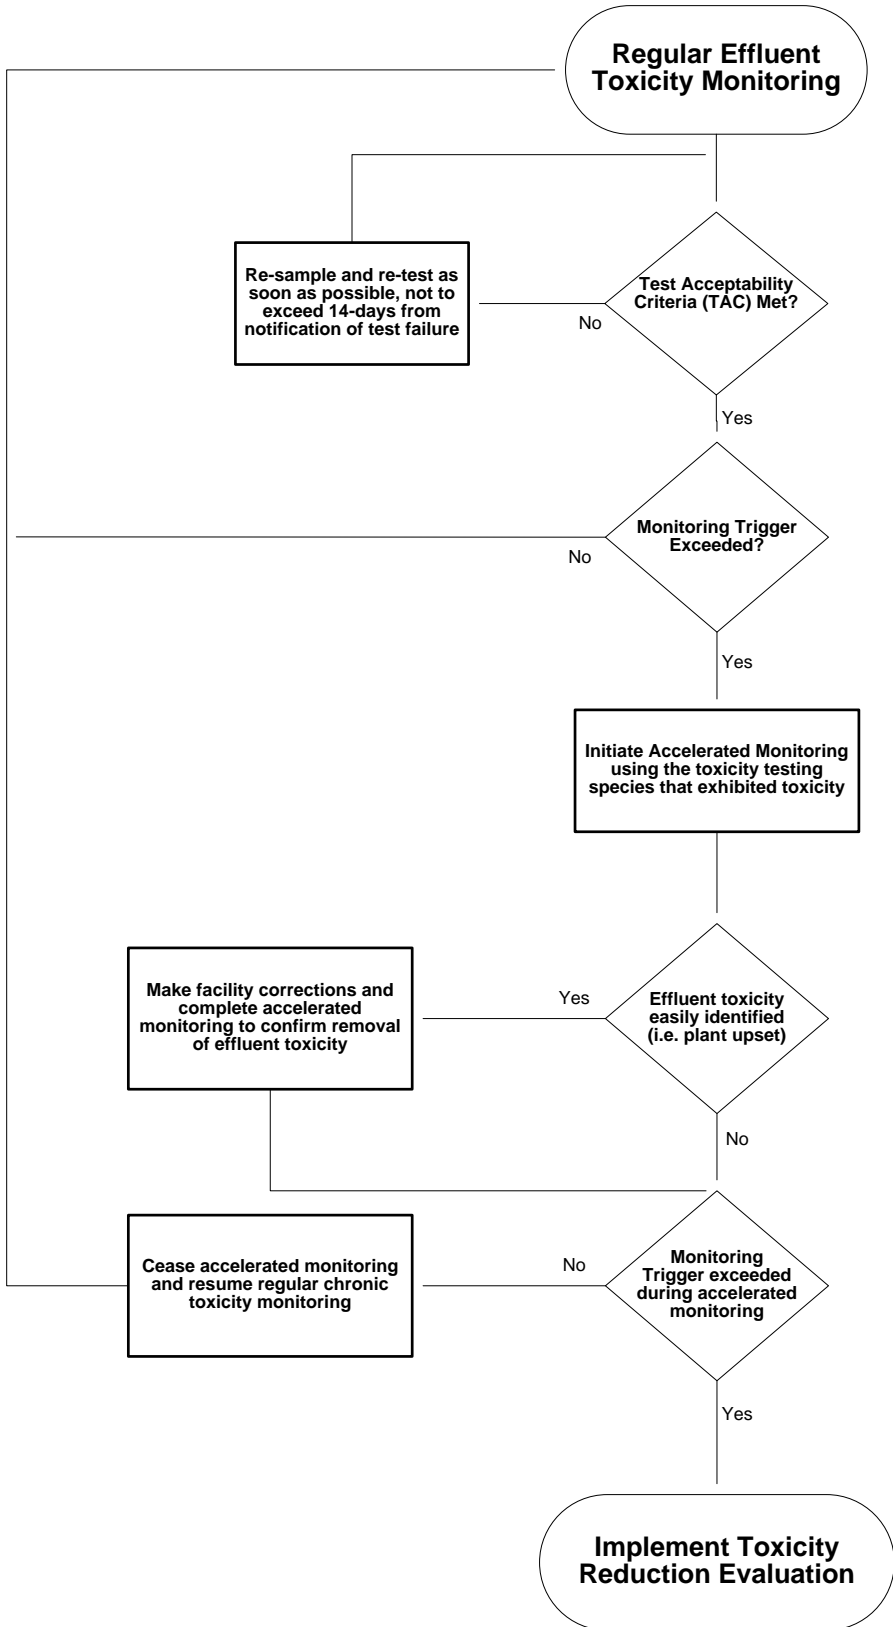 Regular Effluent
Toxicity Monitoring
Re-sample and re-test as
soon as possible, not to
exceed 14-days from
notification of test failure
No
Test Acceptability
Criteria (TAC) Met?
Yes
Monitoring Trigger
Exceeded?
No
Yes
Initiate Accelerated Monitoring
using the toxicity testing
species that exhibited toxicity
Make facility corrections and
complete accelerated
monitoring to confirm removal
of effluent toxicity
Yes
Effluent toxicity
easily identified
(i.e. plant upset)
No
Cease accelerated monitoring
and resume regular chronic
toxicity monitoring
No
Monitoring
Trigger exceeded
during accelerated
monitoring
Yes
Implement Toxicity
Reduction Evaluation